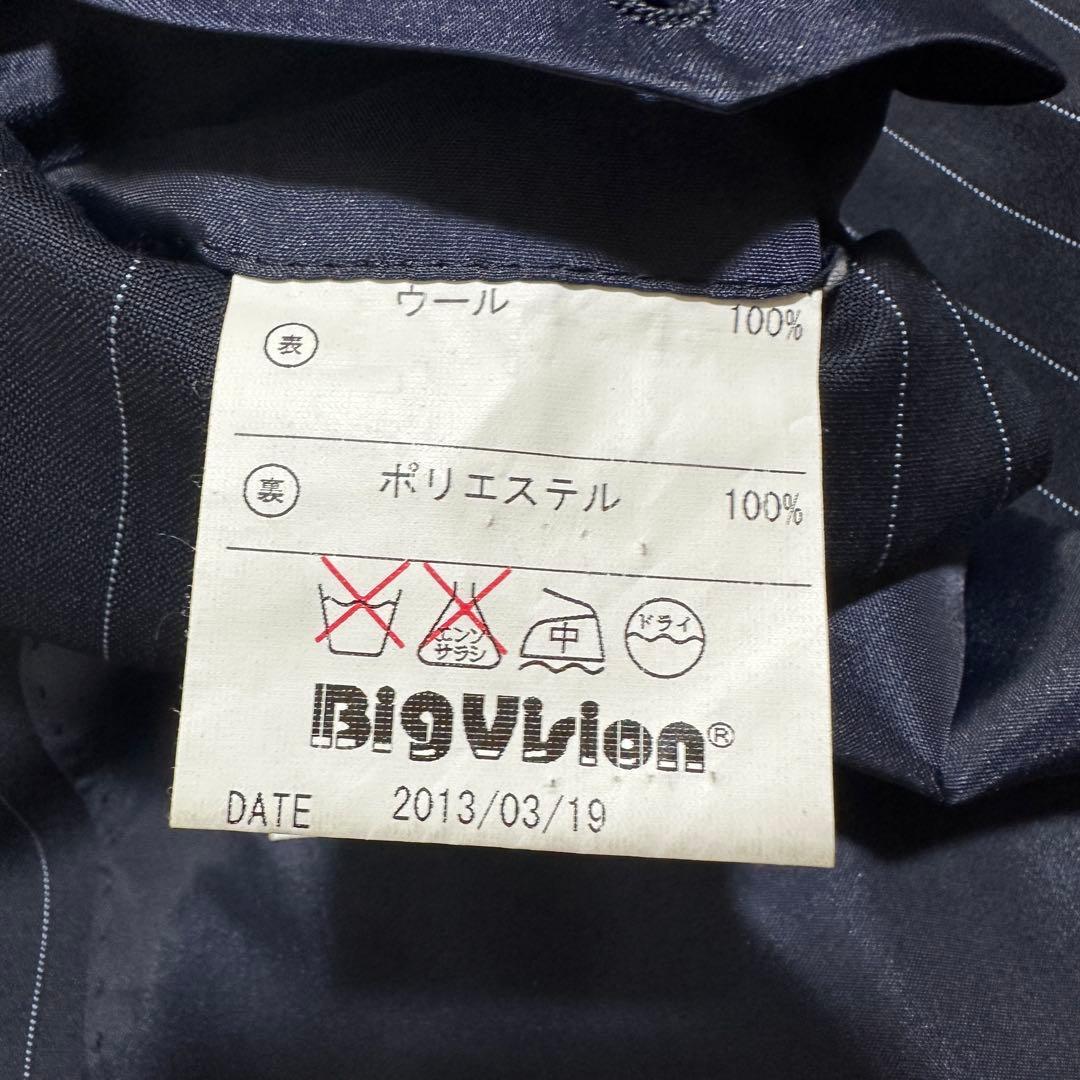 ウール 100%
表
裏 ポリエステル 100%
エンソ
サラシ
中
ドライ
BigVision®
DATE 2013/03/19